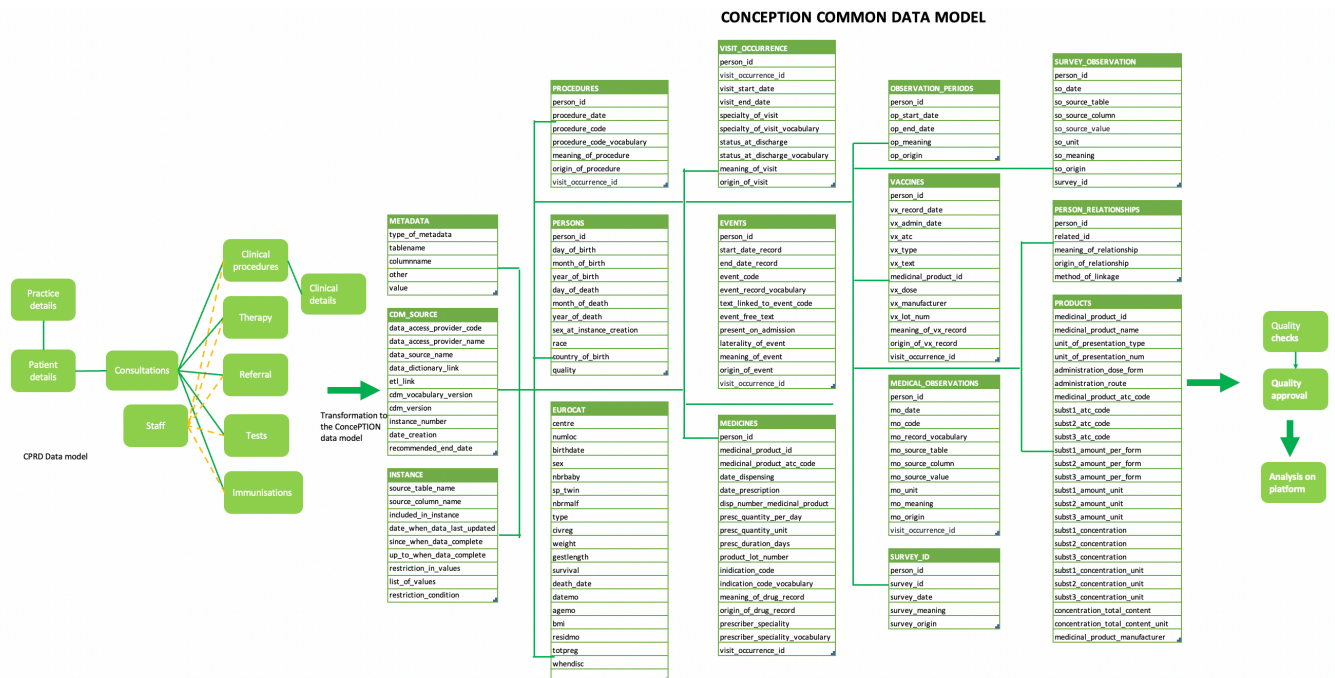 CONCEPTION COMMON DATA MODEL
Practice
details
Patient
details
Consultations
Staff
Clinical
procedures
Clinical
details
Therapy
Referral
Tests
Immunisations
CPRD Data model
Transformation to
the ConcePTION
data model
METADATA
type_of_metadata
tablename
columnname
other
value
CDM_SOURCE
data_access_provider_code
data_access_provider_name
data_source_name
data_dictionary_link
etl_link
cdm_vocabulary_version
cdm_version
instance_number
date_creation
recommended_end_date
INSTANCE
source_table_name
source_column_name
included_in_instance
date_when_data_last_updated
since_when_data_complete
up_to_when_data_complete
restriction_in_values
list_of_values
restriction_condition
PROCEDURES
person_id
procedure_date
procedure_code
procedure_code_vocabulary
meaning_of_procedure
origin_of_procedure
visit_occurrence_id
PERSONS
person_id
day_of_birth
month_of_birth
year_of_birth
day_of_death
month_of_death
year_of_death
sex_at_instance_creation
race
country_of_birth
quality
EUROCAT
centre
numloc
birthdate
sex
nbrbaby
sp_twin
nbrmalf
type
civreg
weight
gestlength
survival
death_date
datemo
agemo
bmi
residmo
totpreg
whendisc
VISIT_OCCURRENCE
person_id
visit_occurrence_id
visit_start_date
visit_end_date
specialty_of_visit
specialty_of_visit_vocabulary
status_at_discharge
status_at_discharge_vocabulary
meaning_of_visit
origin_of_visit
EVENTS
person_id
start_date_record
end_date_record
event_code
event_record_vocabulary
text_linked_to_event_code
event_free_text
present_on_admission
laterality_of_event
meaning_of_event
origin_of_event
visit_occurrence_id
MEDICINES
person_id
medicinal_product_id
medicinal_product_atc_code
date_dispensing
date_prescription
disp_number_medicinal_product
presc_quantity_per_day
presc_quantity_unit
presc_duration_days
product_lot_number
inidication_code
indication_code_vocabulary
meaning_of_drug_record
origin_of_drug_record
prescriber_speciality
prescriber_speciality_vocabulary
visit_occurrence_id
OBSERVATION_PERIODS
person_id
op_start_date
op_end_date
op_meaning
op_origin
VACCINES
person_id
vx_record_date
vx_admin_date
vx_atc
vx_type
vx_text
medicinal_product_id
vx_dose
vx_manufacturer
vx_lot_num
meaning_of_vx_record
origin_of_vx_record
visit_occurrence_id
MEDICAL_OBSERVATIONS
person_id
mo_date
mo_code
mo_record_vocabulary
mo_source_table
mo_source_column
mo_source_value
mo_unit
mo_meaning
mo_origin
visit_occurrence_id
SURVEY_ID
person_id
survey_id
survey_date
survey_meaning
survey_origin
SURVEY_OBSERVATION
person_id
so_date
so_source_table
so_source_column
so_source_value
so_unit
so_meaning
so_origin
survey_id
PERSON_RELATIONSHIPS
person_id
related_id
meaning_of_relationship
origin_of_relationship
method_of_linkage
PRODUCTS
medicinal_product_id
medicinal_product_name
unit_of_presentation_type
unit_of_presentation_num
administration_dose_form
administration_route
medicinal_product_atc_code
subst1_atc_code
subst2_atc_code
subst3_atc_code
subst1_amount_per_form
subst2_amount_per_form
subst3_amount_per_form
subst1_amount_unit
subst2_amount_unit
subst3_amount_unit
subst1_concentration
subst2_concentration
subst3_concentration
subst1_concentration_unit
subst2_concentration_unit
subst3_concentration_unit
concentration_total_content
concentration_total_content_unit
medicinal_product_manufacturer
Quality
checks
Quality
approval
Analysis on
platform